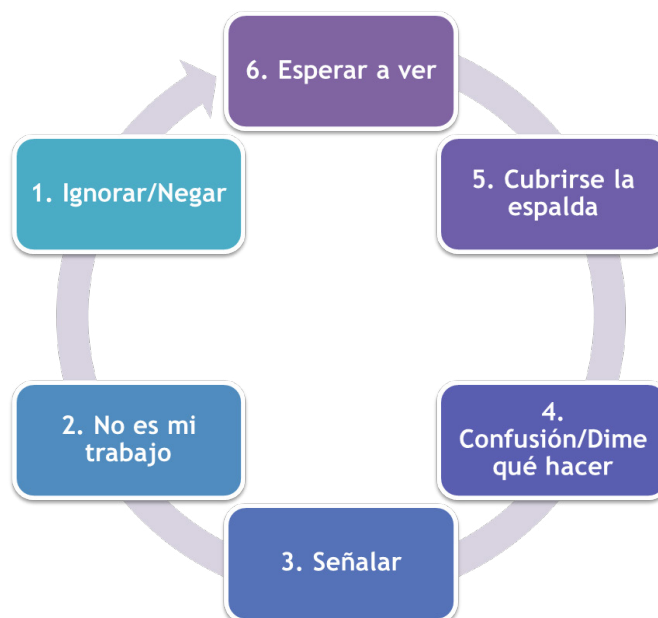 6. Esperar a ver
5. Cubrirse la
espalda
4.
Confusión/Dime
qué hacer
3. Señalar
2. No es mi
trabajo
1. Ignorar/Negar